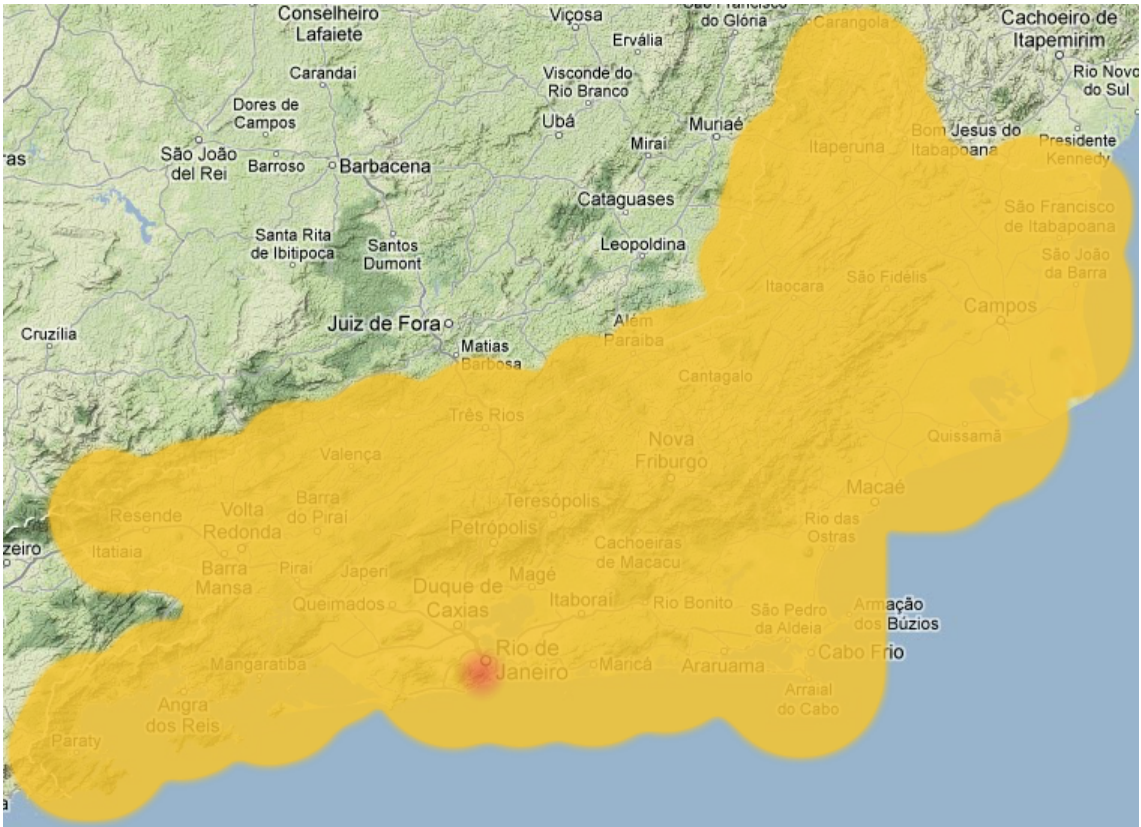 Conselheiro
Lafaiete
Viçosa
São Francisco
do Glória
Carangola
Cachoeiro de
Itapemirim
Ervália
Carandaí
Visconde do
Rio Branco
Rio Novo
do Sul
Dores de
Campos
Ubá
Muriaé
São João
del Rei
Barroso
Barbacena
Miraí
Itaperuna
Bom Jesus do
Itabapoana
Presidente
Kennedy
ras
Cataguases
São Francisco
de Itabapoana
Santa Rita
de Ibitipoca
Santos
Dumont
Leopoldina
São João
da Barra
Itaocara
São Fidélis
Campos
Cruzília
Juiz de Fora
Além
Paraíba
Matias
Barbosa
Cantagalo
Três Rios
Quissamã
Valença
Nova
Friburgo
Macaé
Resende
Volta
Redonda
Barra
do Piraí
Teresópolis
Petrópolis
Rio das
Ostras
zeiro
Itatiaia
Cachoeiras
de Macacu
Barra
Mansa
Piraí
Japeri
Magé
Queimados
Duque de
Caxias
Itaboraí
Rio Bonito
São Pedro
da Aldeia
Armação
dos Búzios
Mangaratiba
Rio de
Janeiro
Maricá
Araruama
Cabo Frio
Angra
dos Reis
Arraial
do Cabo
Paraty
a